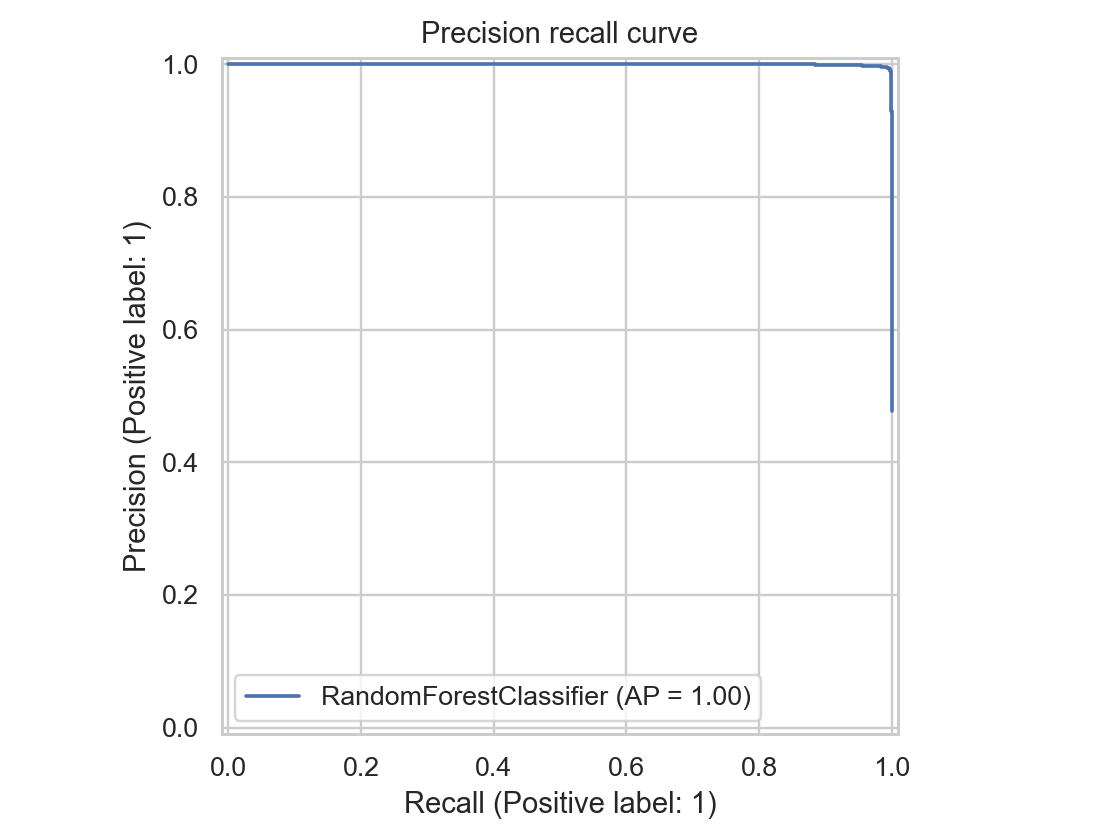 Precision recall curve
1.0
0.8
0.6
0.4
0.2
0.0
Precision (Positive label: 1)
RandomForestClassifier (AP = 1.00)
0.0 0.2 0.4 0.6 0.8 1.0
Recall (Positive label: 1)